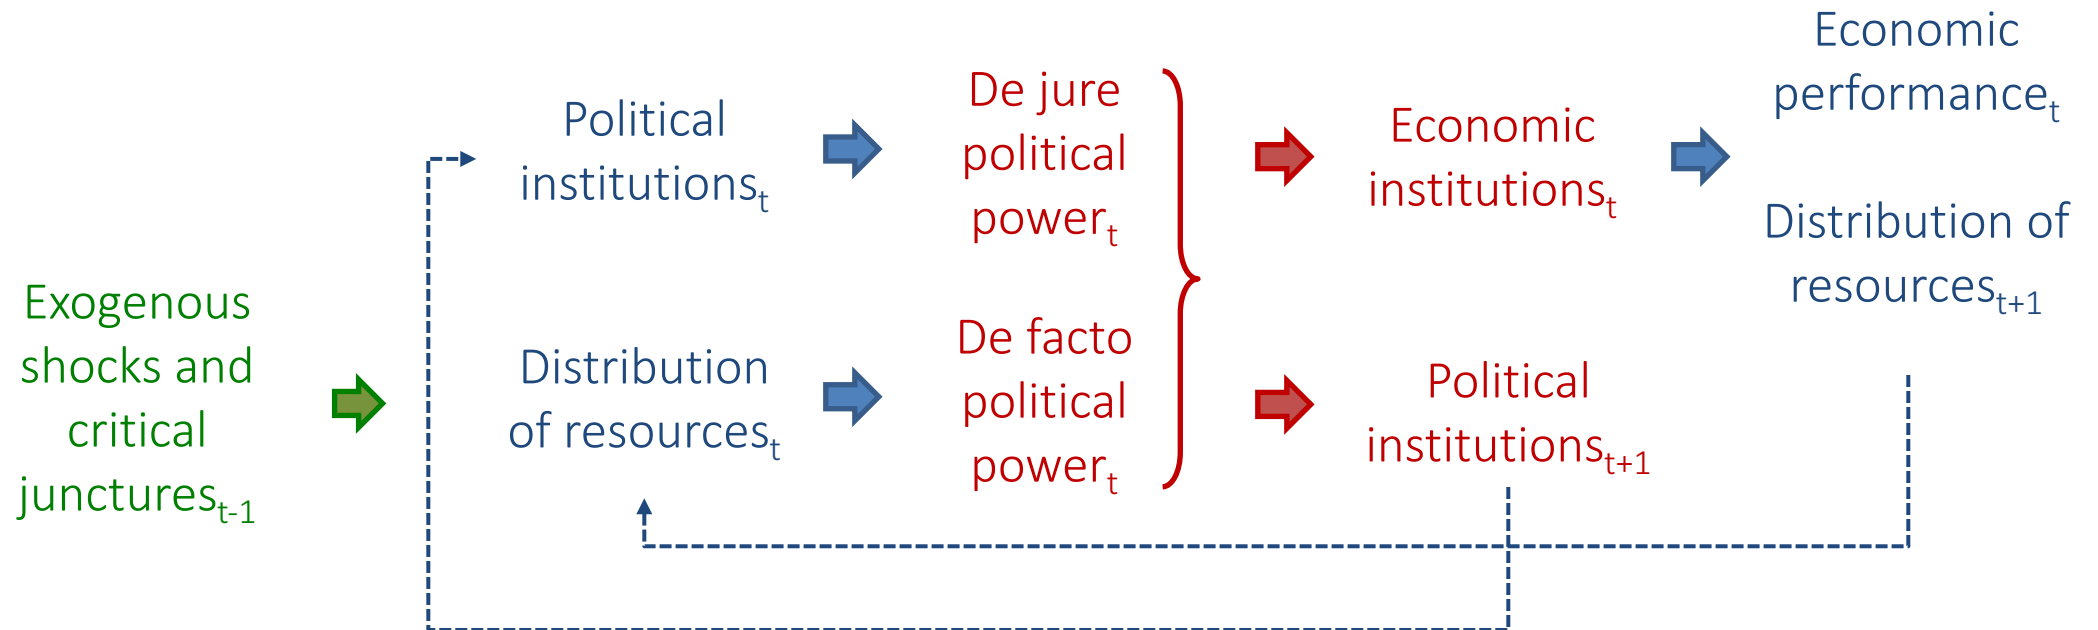 Exogenous
shocks and
critical
junctures_t-1
Political
institutions_t
Distribution
of resources_t
De jure
political
power_t
De facto
political
power_t
Economic
institutions_t
Political
institutions_t+1
Economic
performance_t
Distribution of
resources_t+1